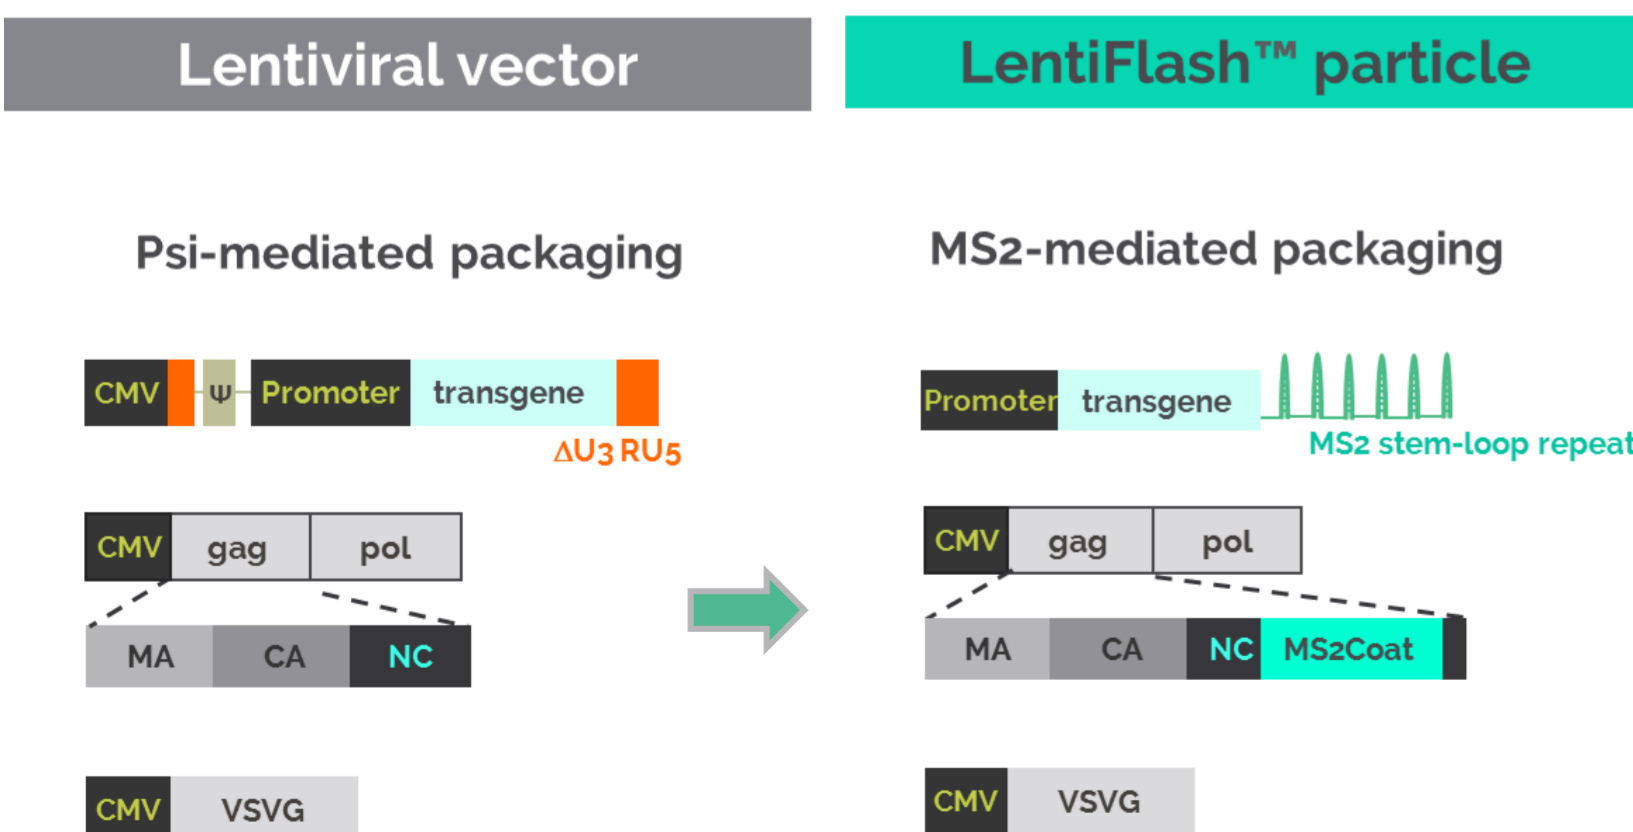 Lentiviral vector
LentiFlash™ particle
Psi-mediated packaging
CMV ψ Promoter transgene
ΔU3 RU5
CMV gag pol
MA CA NC
CMV VSVG
MS2-mediated packaging
Promoter transgene
MS2 stem-loop repeat
CMV gag pol
MA CA NC MS2Coat
CMV VSVG